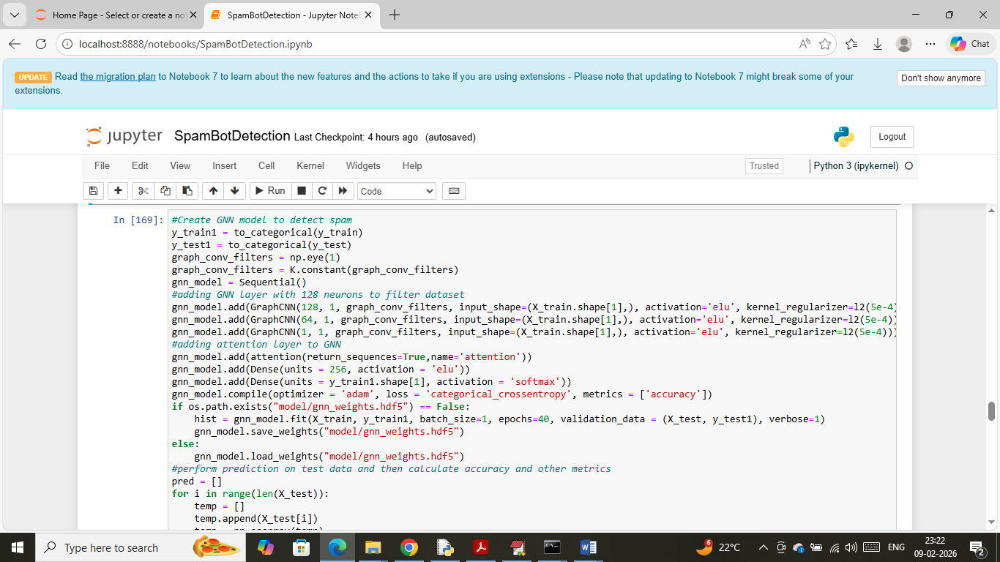 Home Page - Select or create a no
SpamBotDetection - Jupyter Noteb
localhost:8888/notebooks/SpamBotDetection.ipynb
Chat
UPDATE Read the migration plan to Notebook 7 to learn about the new features and the actions to take if you are using extensions - Please note that updating to Notebook 7 might break some of your
extensions.
Don't show anymore
jupyter SpamBotDetection Last Checkpoint: 4 hours ago (autosaved)
Logout
File Edit View Insert Cell Kernel Widgets Help
Trusted
Python 3 (ipykernel)
Run
Code
In [169]:
#Create GNN model to detect spam
y_train1 = to_categorical(y_train)
y_test1 = to_categorical(y_test)
graph_conv_filters = np.eye(1)
graph_conv_filters = K.constant(graph_conv_filters)
gnn_model = Sequential()
#adding GNN layer with 128 neurons to filter dataset
gnn_model.add(GraphCNN(128, 1, graph_conv_filters, input_shape=(X_train.shape[1],), activation='elu', kernel_regularizer=l2(5e-4)
gnn_model.add(GraphCNN(64, 1, graph_conv_filters, input_shape=(X_train.shape[1],), activation='elu', kernel_regularizer=l2(5e-4))
gnn_model.add(GraphCNN(1, 1, graph_conv_filters, input_shape=(X_train.shape[1],), activation='elu', kernel_regularizer=l2(5e-4)))
#adding attention layer to GNN
gnn_model.add(attention(return_sequences=True,name='attention'))
gnn_model.add(Dense(units = 256, activation = 'elu'))
gnn_model.add(Dense(units = y_train1.shape[1], activation = 'softmax'))
gnn_model.compile(optimizer = 'adam', loss = 'categorical_crossentropy', metrics = ['accuracy'])
if os.path.exists("model/gnn_weights.hdf5") == False:
    hist = gnn_model.fit(X_train, y_train1, batch_size=1, epochs=40, validation_data = (X_test, y_test1), verbose=1)
    gnn_model.save_weights("model/gnn_weights.hdf5")
else:
    gnn_model.load_weights("model/gnn_weights.hdf5")
#perform prediction on test data and then calculate accuracy and other metrics
pred = []
for i in range(len(X_test)):
    temp = []
    temp.append(X_test[i])
Type here to search
6
22°C
ENG
23:22
09-02-2026
2